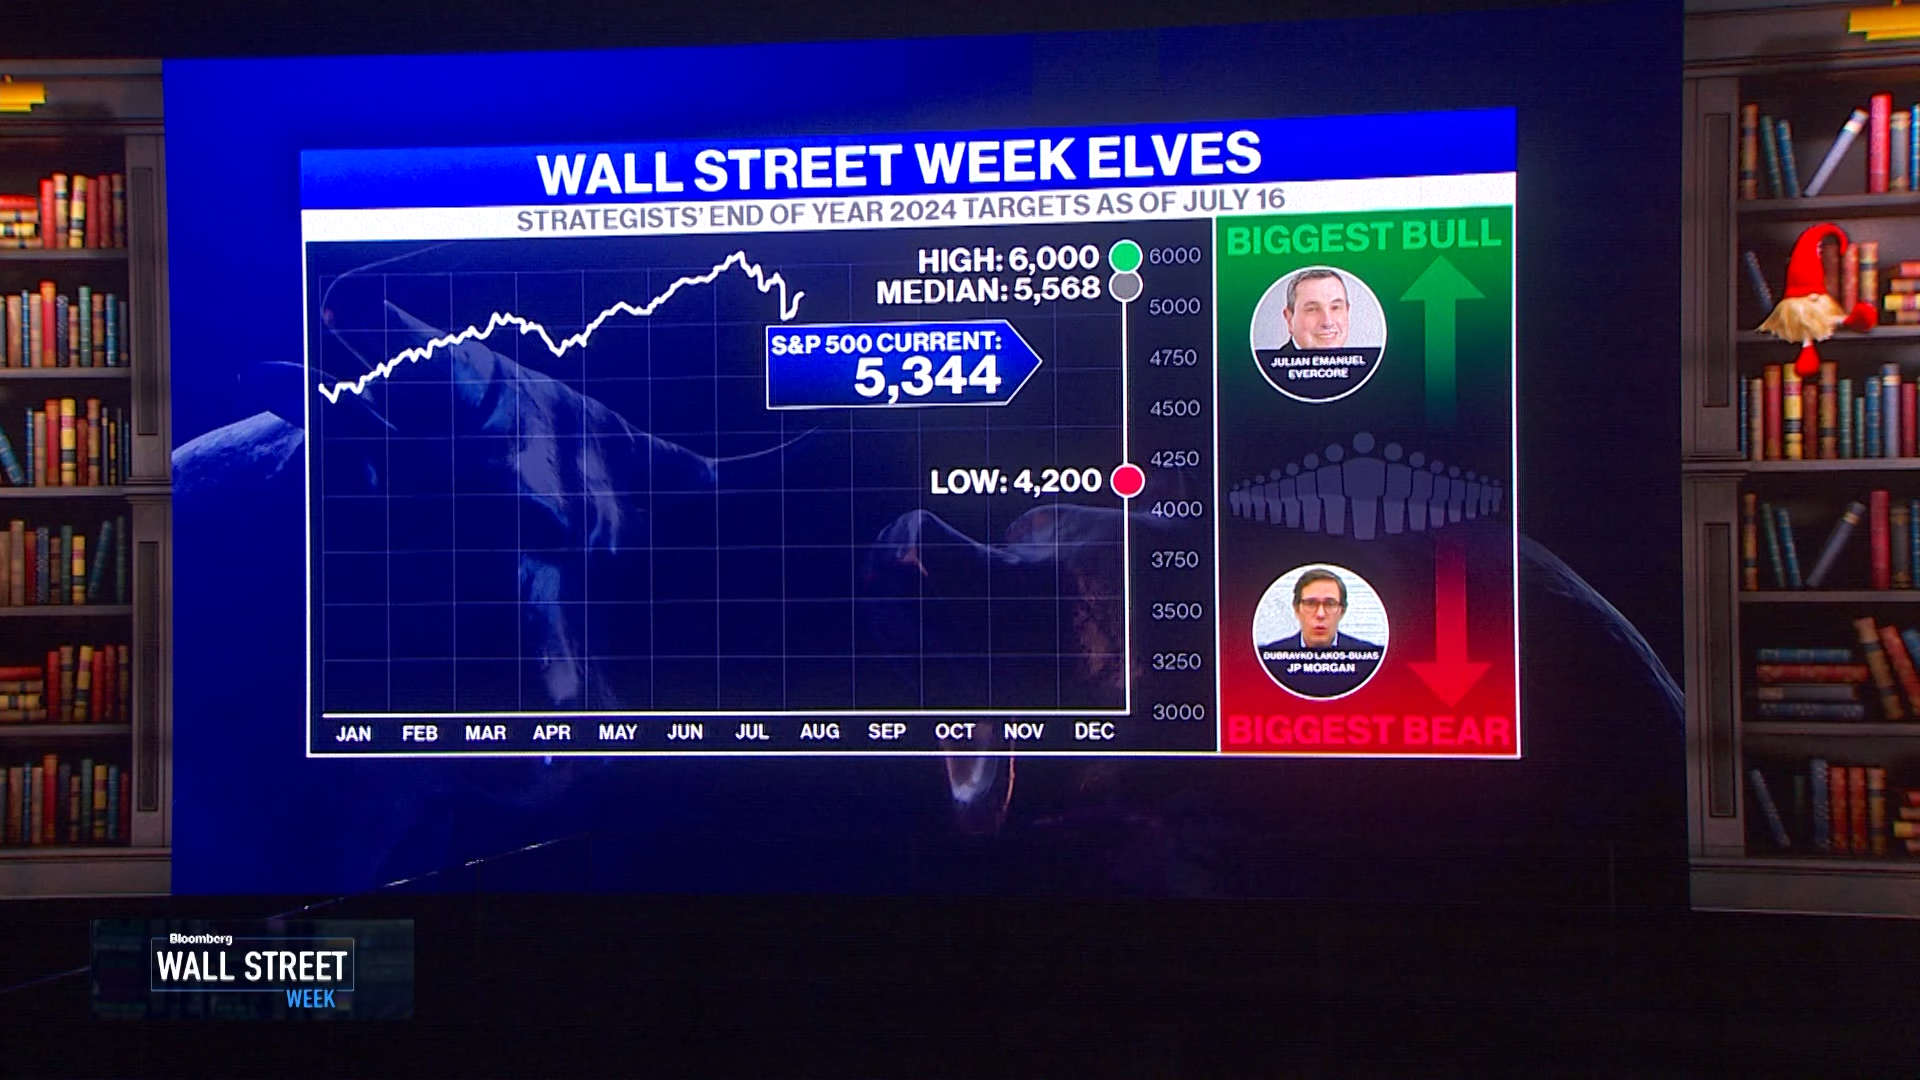 WALL STREET WEEK ELVES
STRATEGISTS' END OF YEAR 2024 TARGETS AS OF JULY 16
HIGH: 6,000
MEDIAN: 5,568
S&P 500 CURRENT:
5,344
LOW: 4,200
6000
5000
4750
4500
4250
4000
3750
3500
3250
3000
JAN FEB MAR APR MAY JUN JUL AUG SEP OCT NOV DEC
BIGGEST BULL
JULIAN EMANUEL
EVERCORE
DUBRAVKO LAKOS-BUJAS
JP MORGAN
BIGGEST BEAR
Bloomberg
WALL STREET
WEEK